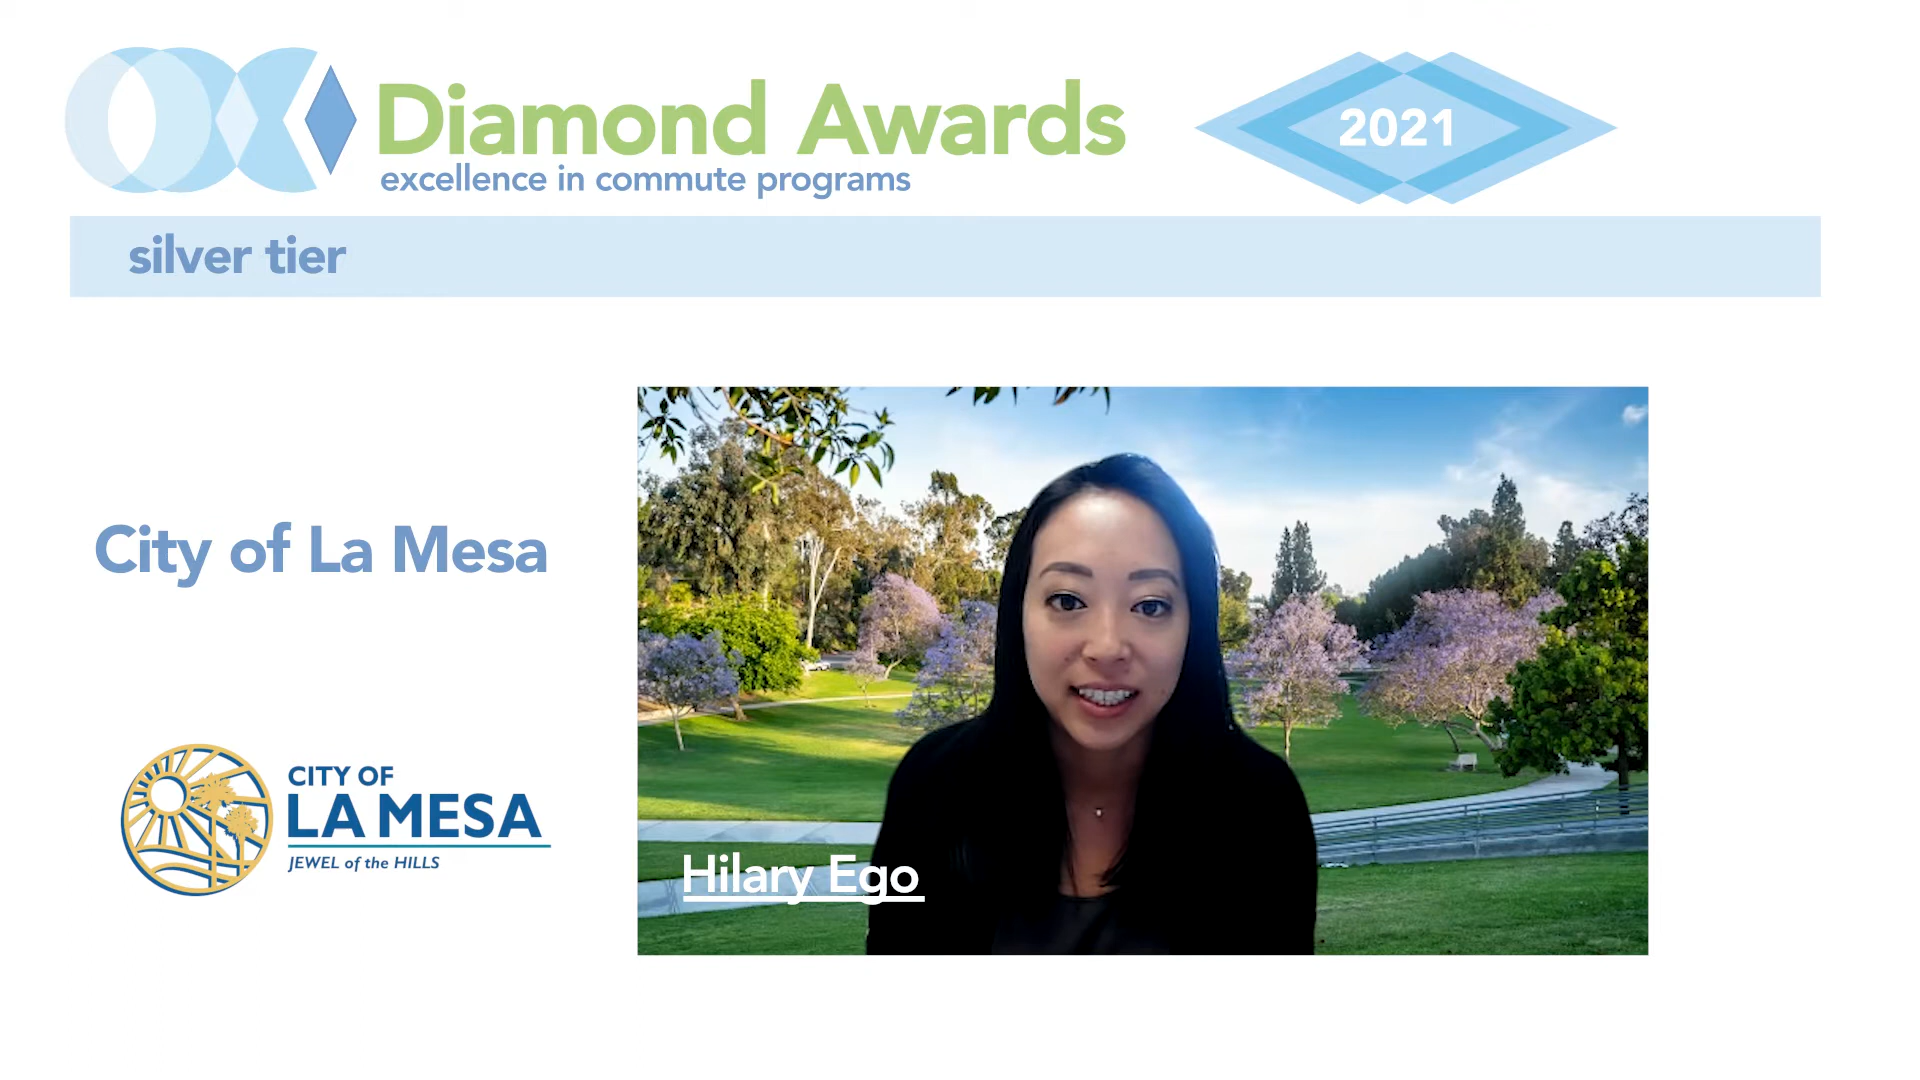 Diamond Awards
excellence in commute programs
2021
silver tier
City of La Mesa
CITY OF
LA MESA
JEWEL of the HILLS
Hilary Ego